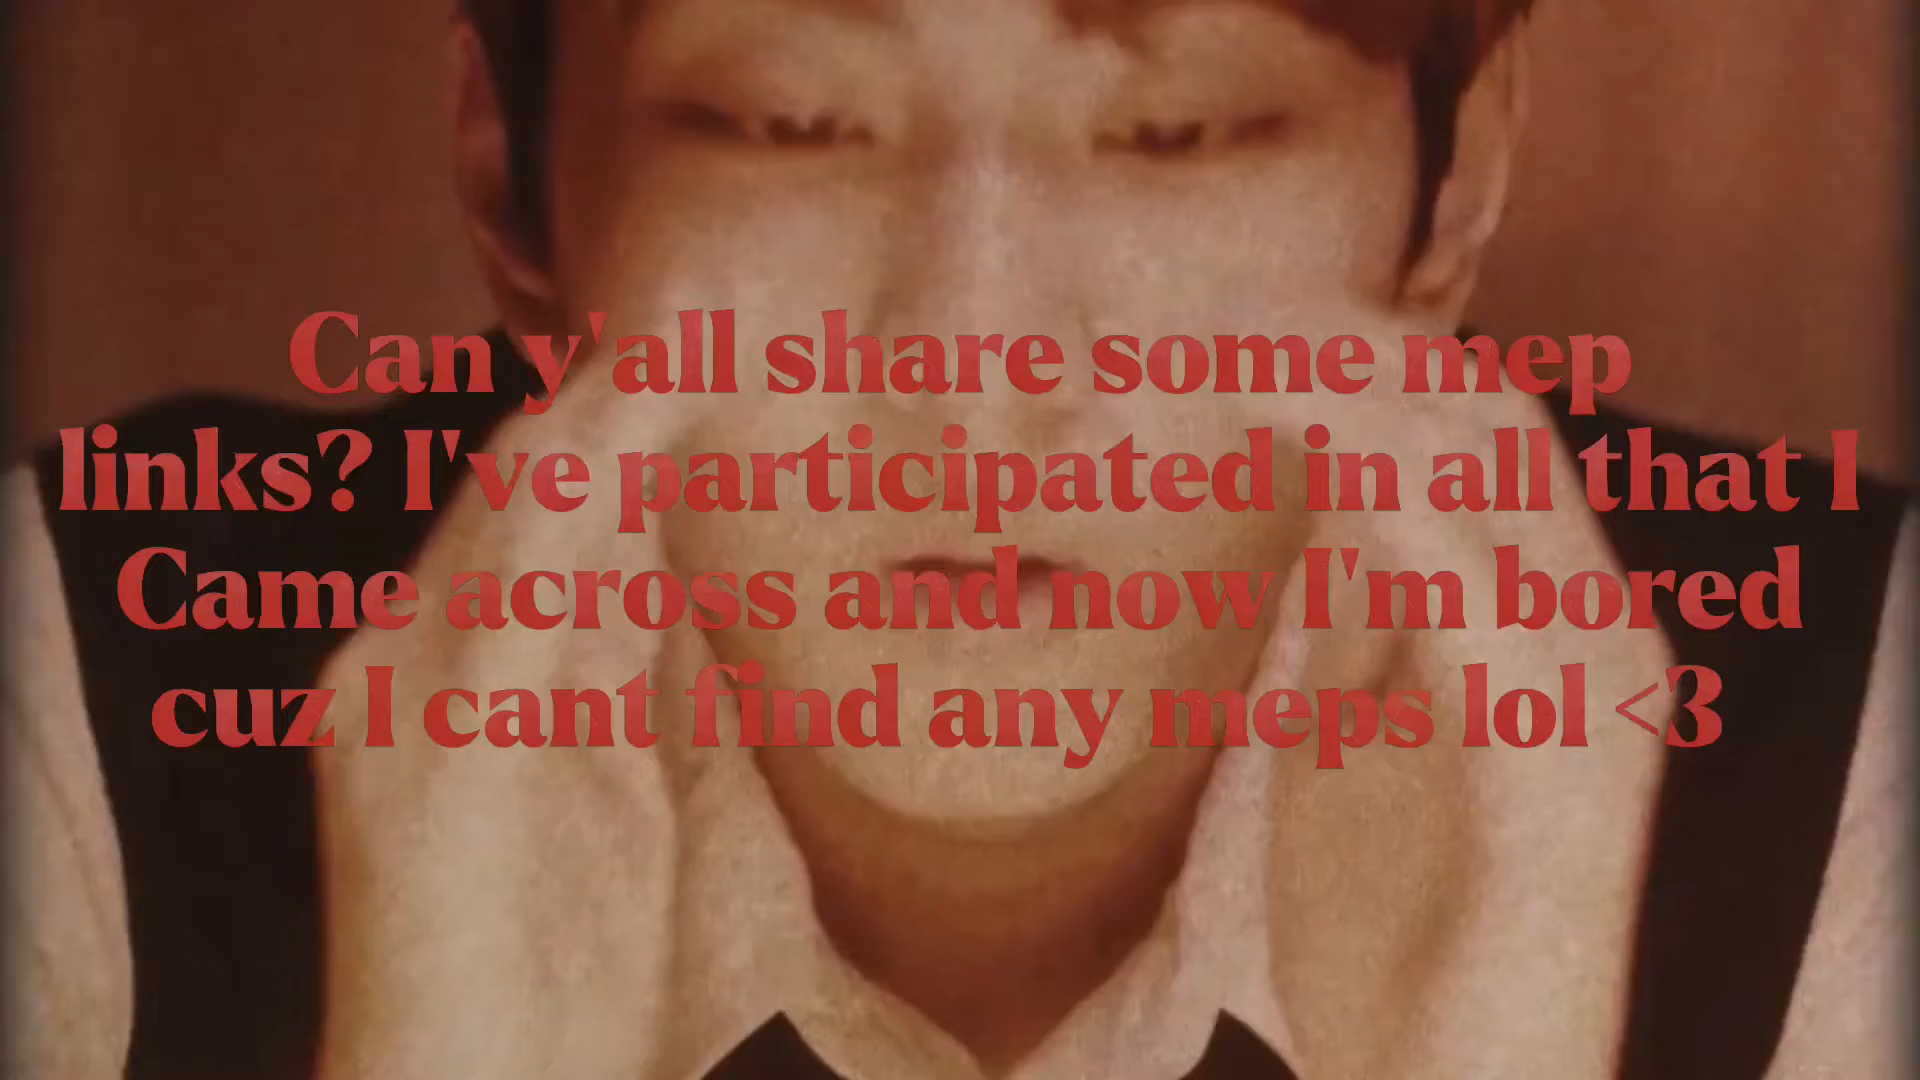 Can y'all share some mep
links? I've participated in all that I
Came across and now I'm bored
cuz I cant find any meps lol <3